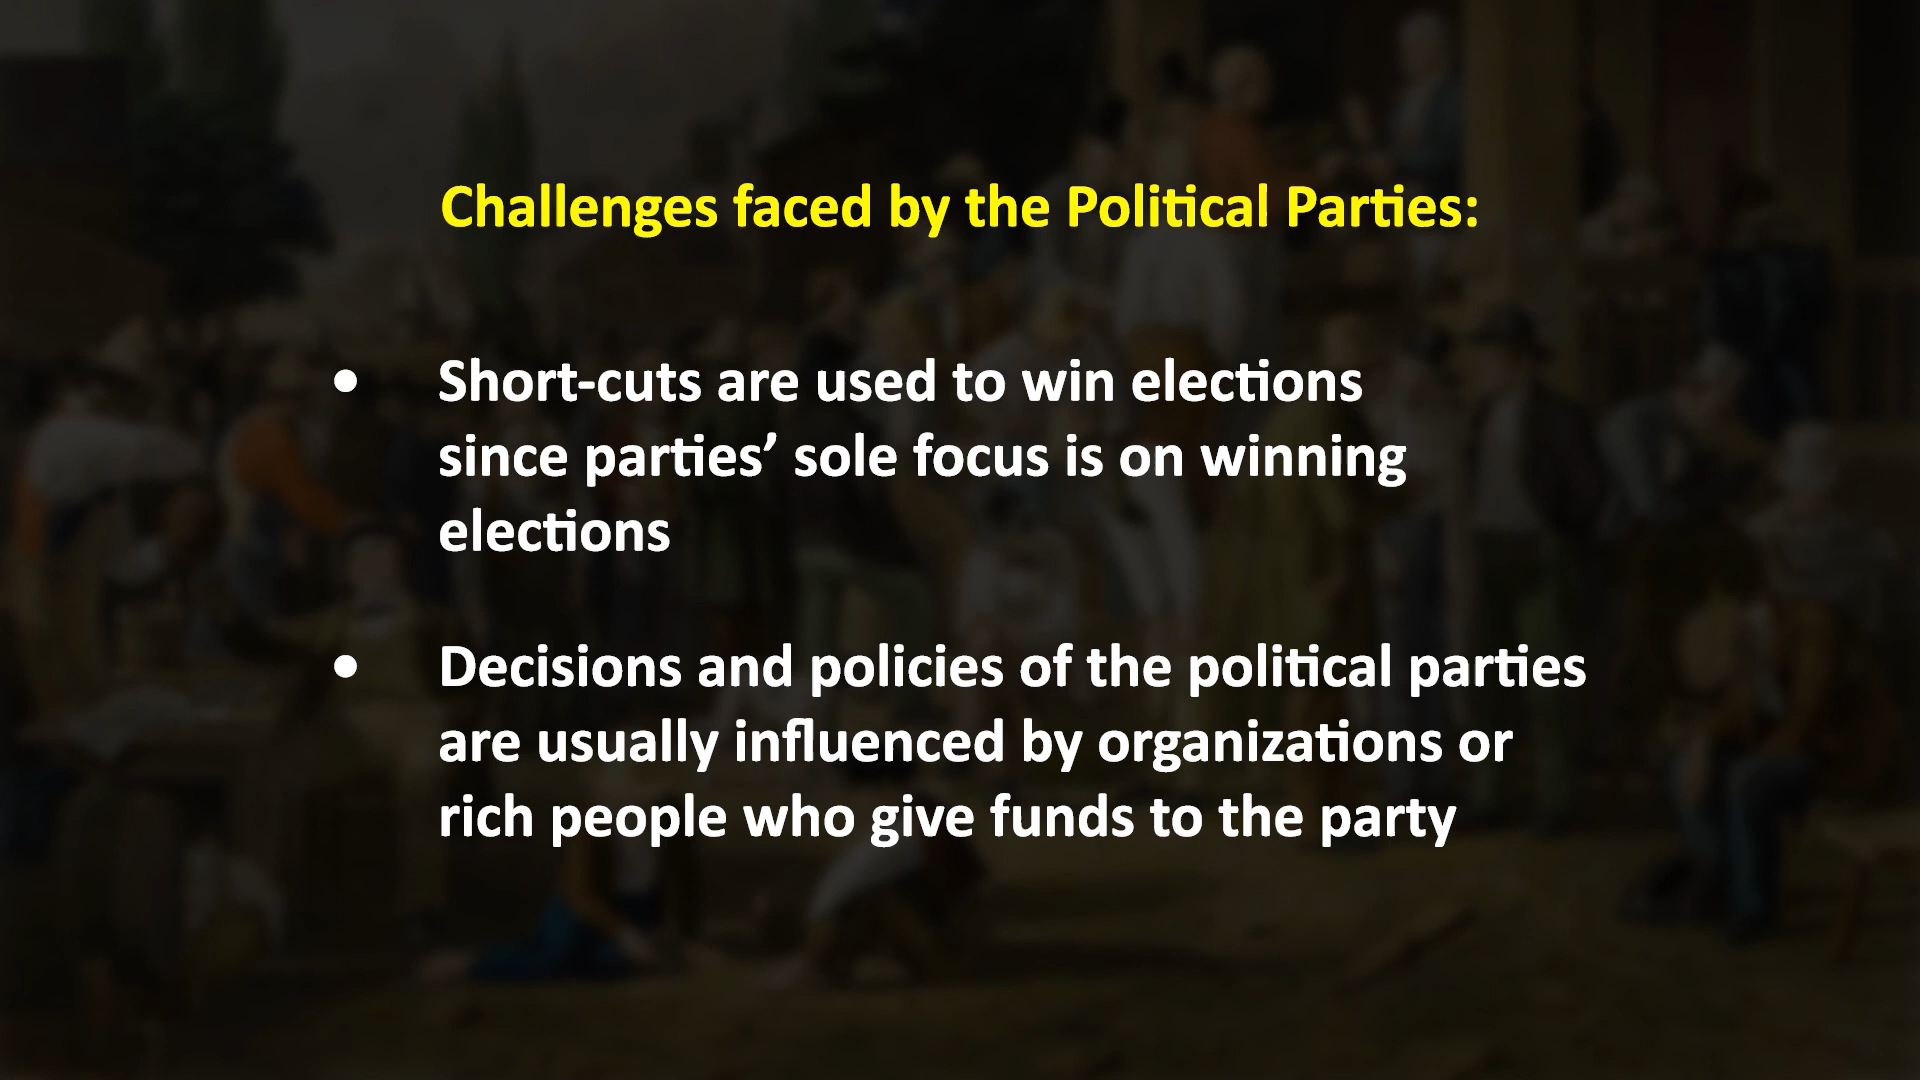 Challenges faced by the Political Parties:
• Short-cuts are used to win elections
since parties’ sole focus is on winning
elections
• Decisions and policies of the political parties
are usually influenced by organizations or
rich people who give funds to the party